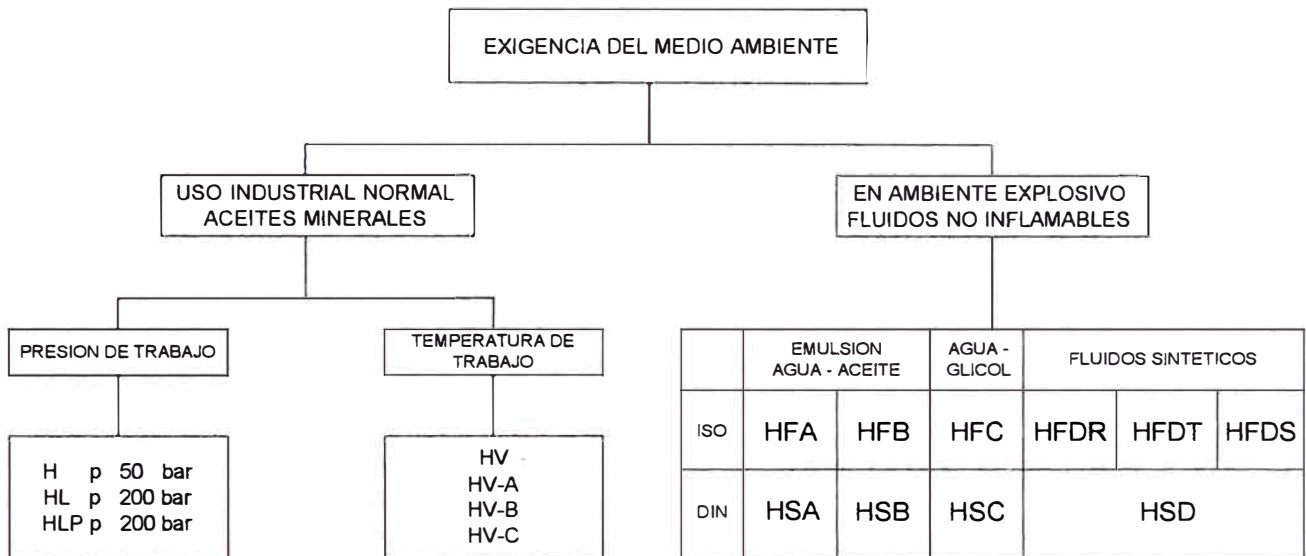 EXIGENCIA DEL MEDIO AMBIENTE
USO INDUSTRIAL NORMAL
ACEITES MINERALES
EN AMBIENTE EXPLOSIVO
FLUIDOS NO INFLAMABLES
PRESION DE TRABAJO
TEMPERATURA DE
TRABAJO
H p 50 bar
HL p 200 bar
HLP p 200 bar
HV
HV-A
HV-B
HV-C
EMULSION
AGUA - ACEITE
AGUA -
GLICOL
FLUIDOS SINTETICOS
ISO HFA HFB HFC HFDR HFDT HFDS
DIN HSA HSB HSC HSD